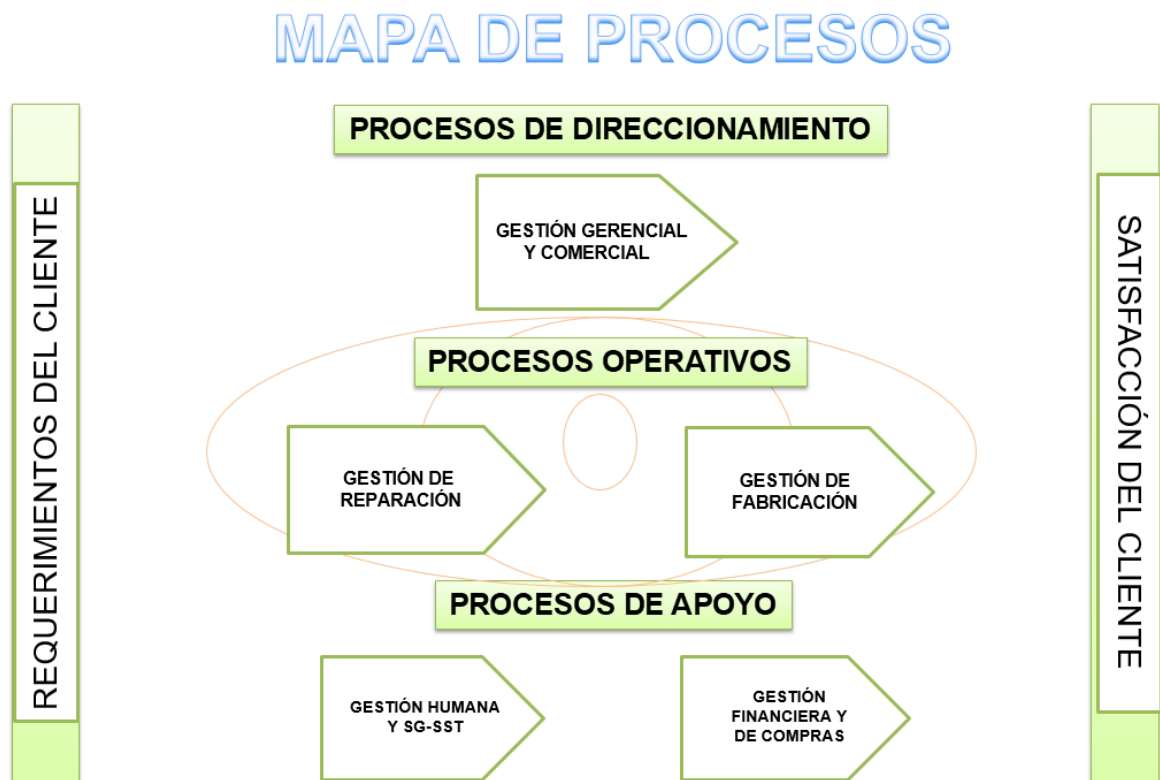 MAPA DE PROCESOS
PROCESOS DE DIRECCIONAMIENTO
REQUERIMIENTOS DEL CLIENTE
GESTIÓN GERENCIAL
Y COMERCIAL
PROCESOS OPERATIVOS
GESTIÓN DE
REPARACIÓN
GESTIÓN DE
FABRICACIÓN
PROCESOS DE APOYO
GESTIÓN HUMANA
Y SG-SST
GESTIÓN
FINANCIERA Y
DE COMPRAS
SATISFACCIÓN DEL CLIENTE